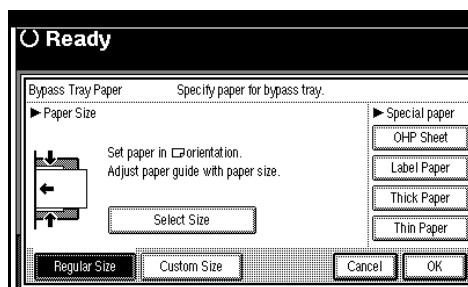 Ready
Bypass Tray Paper
Specify paper for bypass tray.
Paper Size
Set paper in orientation.
Adjust paper guide with paper size.
Select Size
Special paper
OHP Sheet
Label Paper
Thick Paper
Thin Paper
Regular Size
Custom Size
Cancel
OK